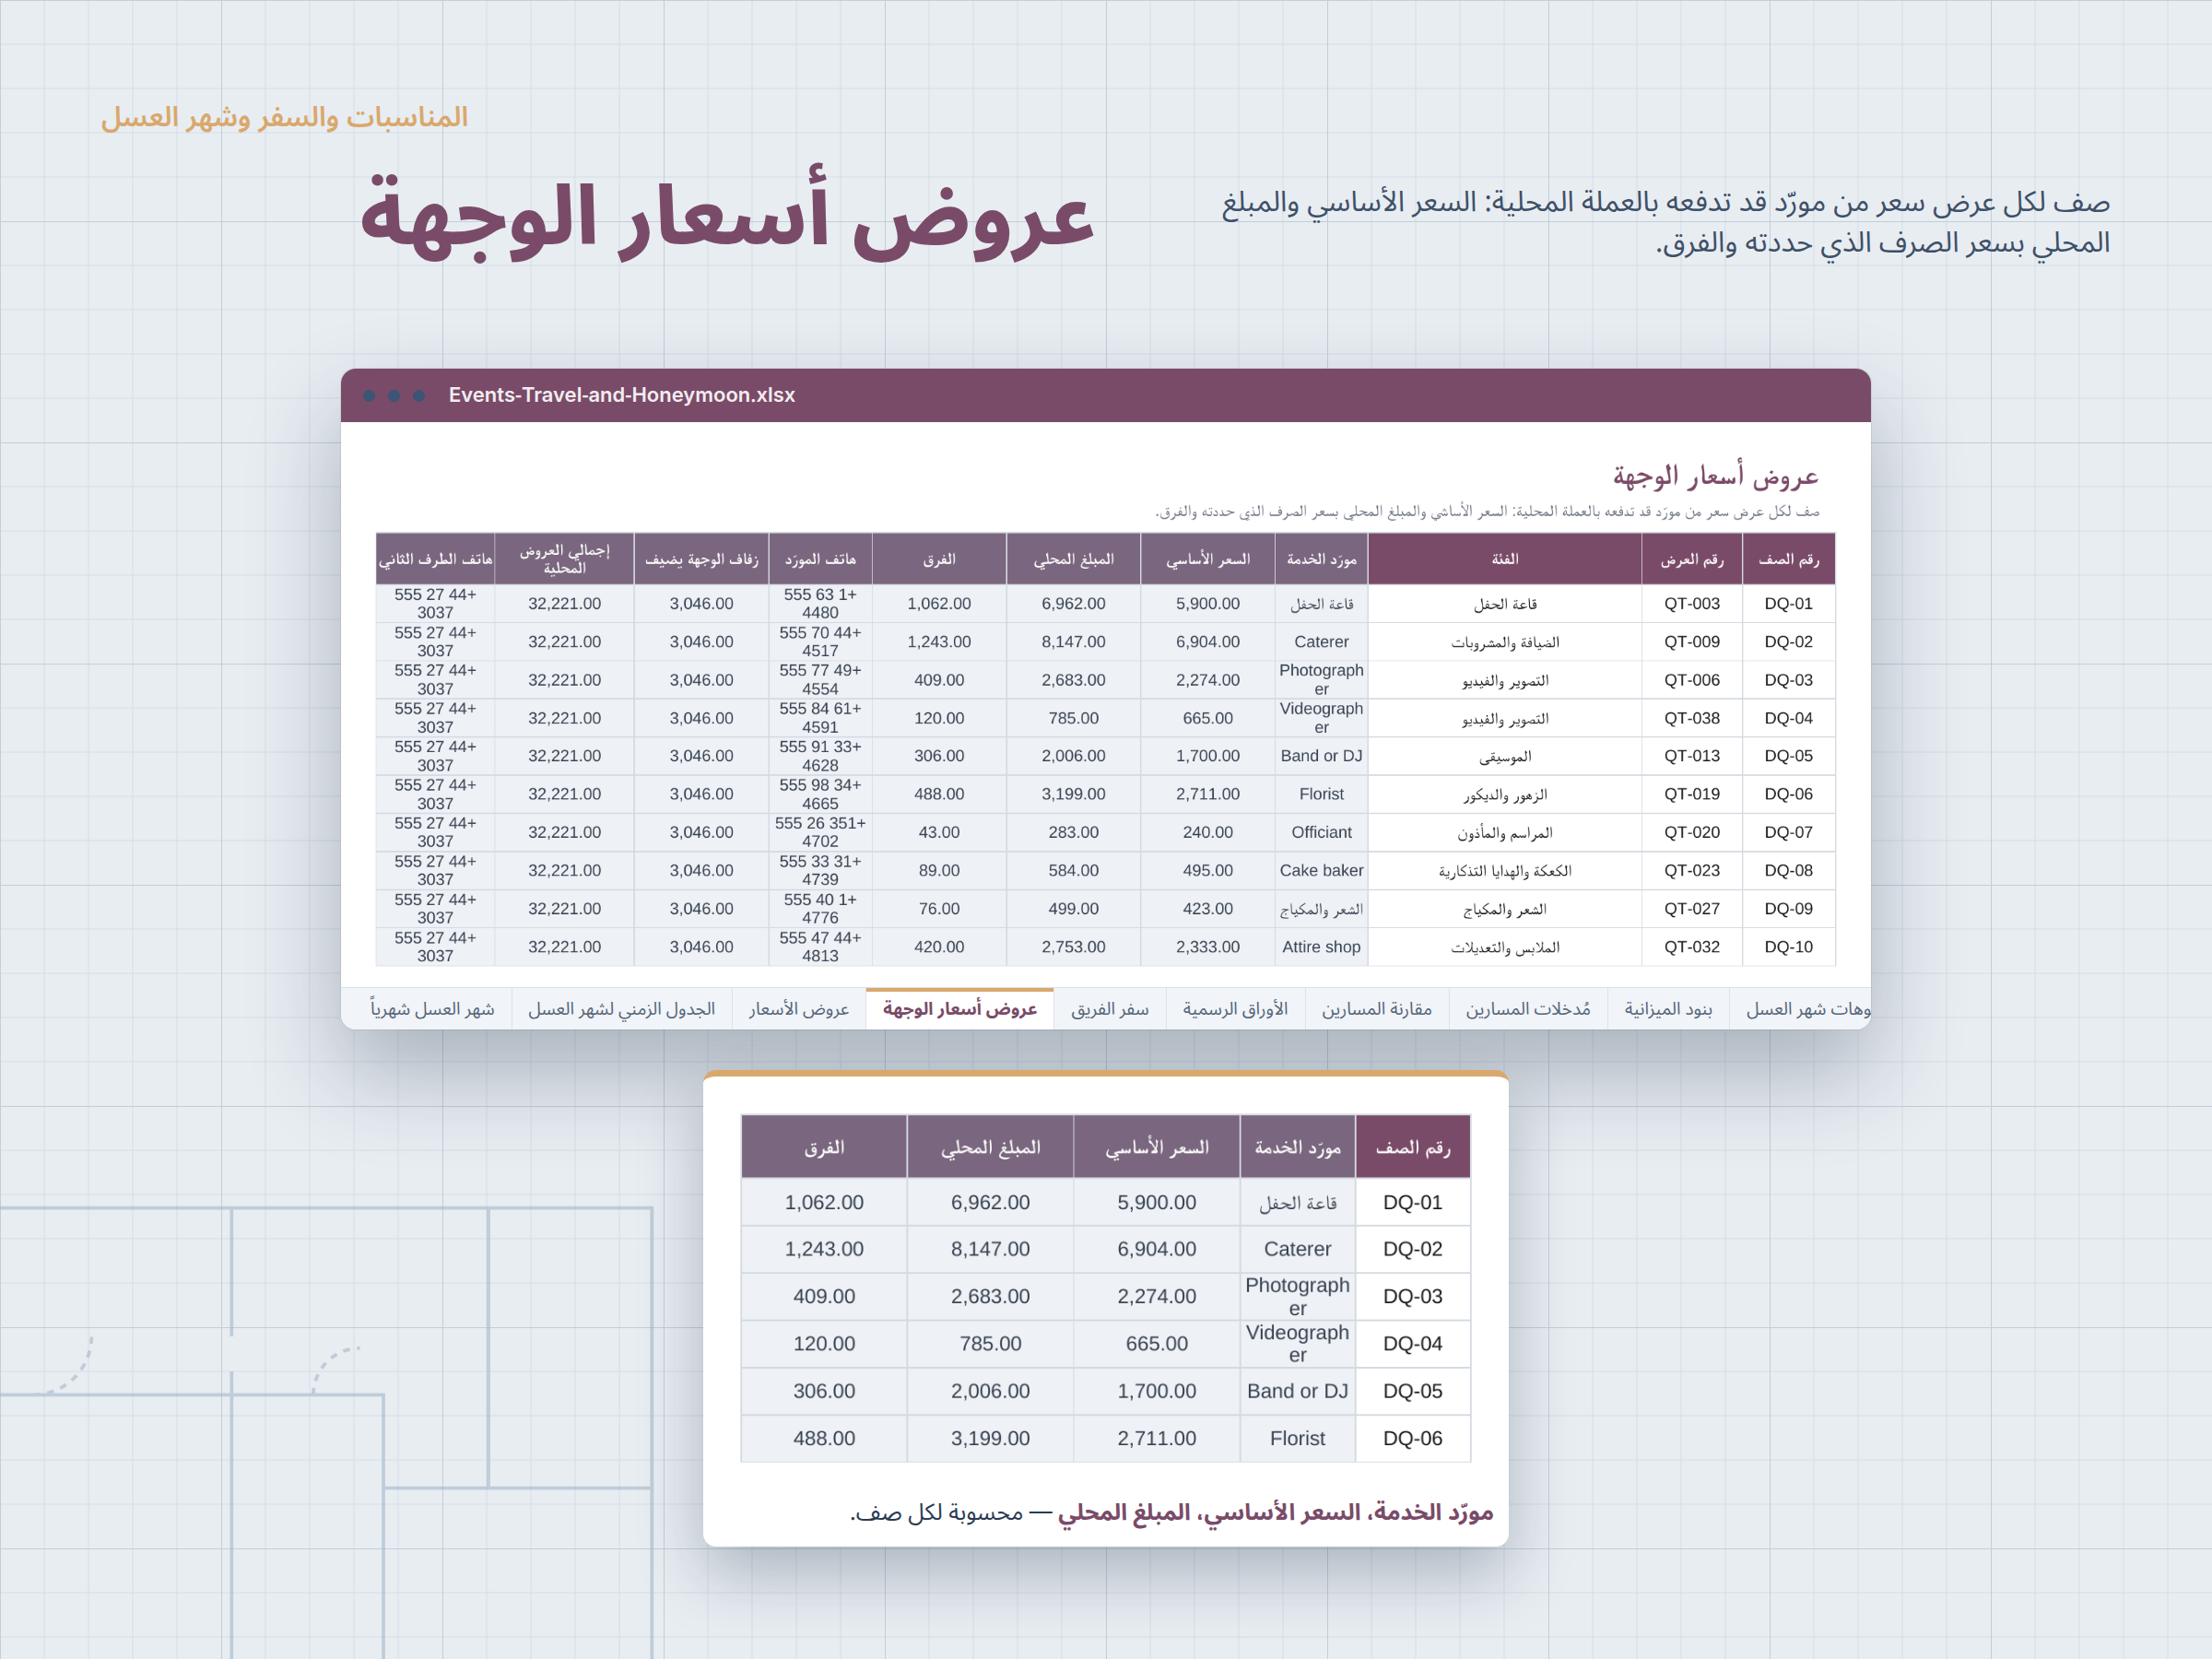 المناسبات والسفر وشهر العسل
عروض أسعار الوجهة
صف لكل عرض سعر من مورّد قد تدفعه بالعملة المحلية: السعر الأساسي والمبلغ
المحلي بسعر الصرف الذي حددته والفرق.
Events-Travel-and-Honeymoon.xlsx
عروض أسعار الوجهة
صف لكل عرض سعر من مورّد قد تدفعه بالعملة المحلية: السعر الأساسي والمبلغ المحلي بسعر الصرف الذي حددته والفرق.
رقم الصف رقم العرض الفئة مورّد الخدمة السعر الأساسي المبلغ المحلي الفرق هاتف المورّد زفاف الوجهة يضيف إجمالي العروض المحلية هاتف الطرف الثاني
DQ-01 QT-003 قاعة الحفل قاعة الحفل 5,900.00 6,962.00 1,062.00 +1 63 555 4480 3,046.00 32,221.00 +44 27 555 3037
DQ-02 QT-009 الضيافة والمشروبات Caterer 6,904.00 8,147.00 1,243.00 +44 70 555 4517 3,046.00 32,221.00 +44 27 555 3037
DQ-03 QT-006 التصوير والفيديو Photographer 2,274.00 2,683.00 409.00 +49 77 555 4554 3,046.00 32,221.00 +44 27 555 3037
DQ-04 QT-038 التصوير والفيديو Videographer 665.00 785.00 120.00 +61 84 555 4591 3,046.00 32,221.00 +44 27 555 3037
DQ-05 QT-013 الموسيقى Band or DJ 1,700.00 2,006.00 306.00 +33 91 555 4628 3,046.00 32,221.00 +44 27 555 3037
DQ-06 QT-019 الزهور والديكور Florist 2,711.00 3,199.00 488.00 +34 98 555 4665 3,046.00 32,221.00 +44 27 555 3037
DQ-07 QT-020 المراسم والمأذون Officiant 240.00 283.00 43.00 +351 26 555 4702 3,046.00 32,221.00 +44 27 555 3037
DQ-08 QT-023 الكعكة والهدايا التذكارية Cake baker 495.00 584.00 89.00 +31 33 555 4739 3,046.00 32,221.00 +44 27 555 3037
DQ-09 QT-027 الشعر والمكياج الشعر والمكياج 423.00 499.00 76.00 +1 40 555 4776 3,046.00 32,221.00 +44 27 555 3037
DQ-10 QT-032 الملابس والتعديلات Attire shop 2,333.00 2,753.00 420.00 +44 47 555 4813 3,046.00 32,221.00 +44 27 555 3037
شهر العسل بنود الميزانية مُدخلات المسارين مقارنة المسارين الأوراق الرسمية سفر الفريق عروض أسعار الوجهة عروض الأسعار الجدول الزمني لشهر العسل شهر العسل شهرياً
رقم الصف مورّد الخدمة السعر الأساسي المبلغ المحلي الفرق
DQ-01 قاعة الحفل 5,900.00 6,962.00 1,062.00
DQ-02 Caterer 6,904.00 8,147.00 1,243.00
DQ-03 Photographer 2,274.00 2,683.00 409.00
DQ-04 Videographer 665.00 785.00 120.00
DQ-05 Band or DJ 1,700.00 2,006.00 306.00
DQ-06 Florist 2,711.00 3,199.00 488.00
مورّد الخدمة، السعر الأساسي، المبلغ المحلي — محسوبة لكل صف.